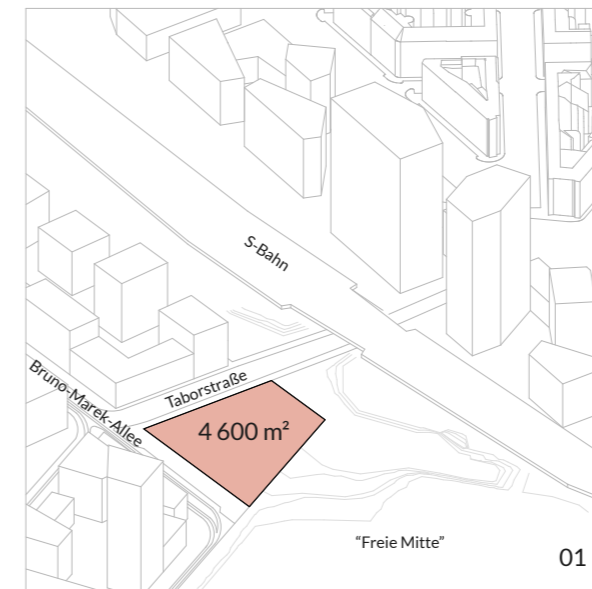 S-Bahn
Bruno-Marek-Allee
Taborstraße
4 600 m²
“Freie Mitte”
01